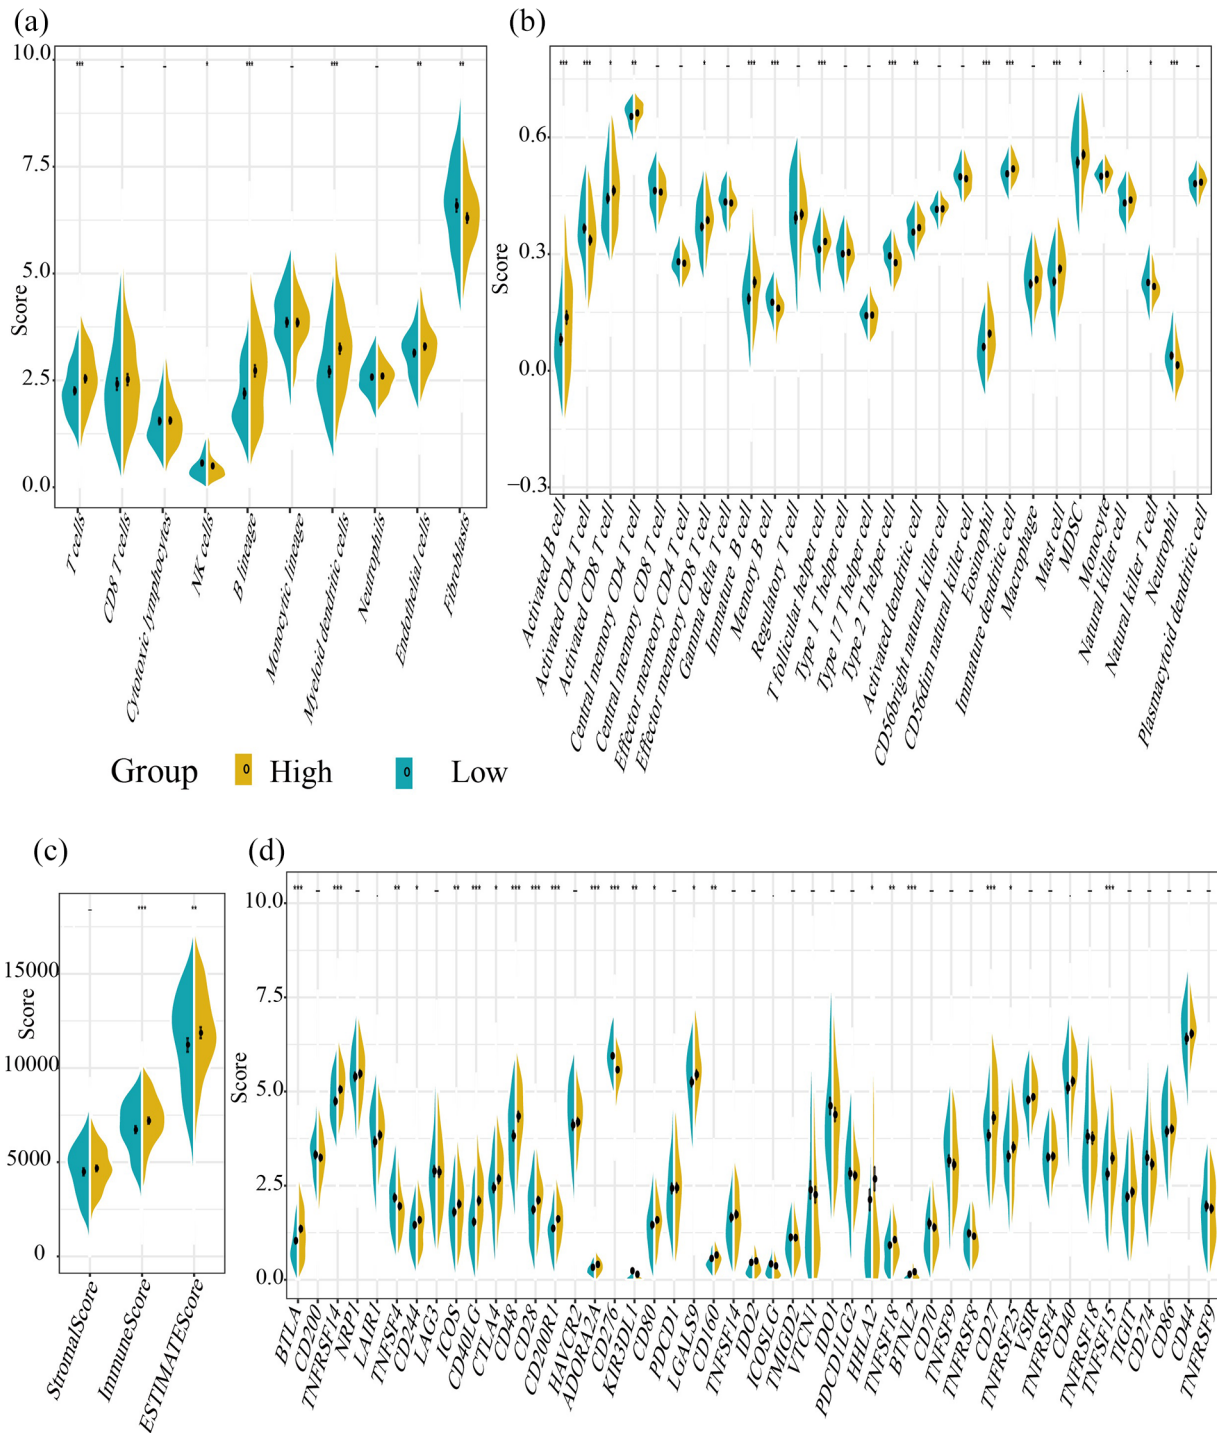 (a)
10.0
7.5
5.0
2.5
0.0
Score
*** - - * *** - *** - ** **
T cells
CD8 T cells
Cytotoxic lymphocytes
NK cells
B lineage
Monocytic lineage
Myeloid dendritic cells
Neutrophils
Endothelial cells
Fibroblasts
(b)
0.6
0.3
0.0
−0.3
Score
*** *** * ** - - * - *** *** - *** - - *** ** - - *** *** - *** * . . * *** -
Activated B cell
Activated CD4 T cell
Activated CD8 T cell
Central memory CD4 T cell
Central memory CD8 T cell
Effector memeory CD4 T cell
Effector memeory CD8 T cell
Gamma delta T cell
Immature B cell
Memory B cell
Regulatory T cell
T follicular helper cell
Type 1 T helper cell
Type 17 T helper cell
Type 2 T helper cell
Activated dendritic cell
CD56bright natural killer cell
CD56dim natural killer cell
Eosinophil
Immature dendritic cell
Macrophage
Mast cell
MDSC
Monocyte
Natural killer cell
Natural killer T cell
Neutrophil
Plasmacytoid dendritic cell
Group High Low
(c)
15000
10000
5000
0
Score
- *** **
StromalScore
ImmuneScore
ESTIMATEScore
(d)
10.0
7.5
5.0
2.5
0.0
Score
*** - *** - . ** * - ** *** * *** *** *** - *** *** ** * - * ** - - . - - - - * ** *** - - - *** * - - . - *** - - - - -
BTLA
CD200
TNFRSF14
NRP1
LAIR1
TNFSF4
CD244
LAG3
ICOS
CD40LG
CTLA4
CD48
CD28
CD200R1
HAVCR2
ADORA2A
CD276
KIR3DL1
CD80
PDCD1
LGALS9
CD160
TNFSF14
IDO2
ICOSLG
TMIGD2
VTCN1
IDO1
PDCD1LG2
HHLA2
TNFSF18
BTNL2
CD70
TNFSF9
TNFRSF8
CD27
TNFRSF25
VSIR
TNFRSF4
CD40
TNFRSF18
TNFSF15
TIGIT
CD274
CD86
CD44
TNFRSF9